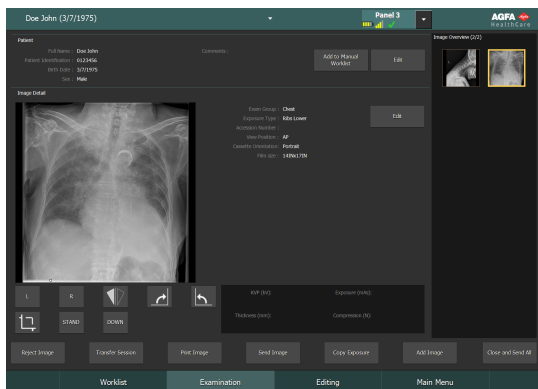 Doe John (3/7/1975)
Panel 3
AGFA
HealthCare
Patient
Full Name : Doe John
Patient Identification : 0123456
Birth Date : 3/7/1975
Sex : Male
Comments :
Add to Manual
Worklist
Edit
Image Overview (2/2)
Image Detail
Exam Group : Chest
Exposure Type : Ribs Lower
Accession Number :
View Position : AP
Cassette Orientation : Portrait
Film size : 14INx17IN
Edit
L
R
STAND
DOWN
KVP (kV):
Exposure (mAs):
Thickness (mm):
Compression (N):
Reject Image
Transfer Session
Print Image
Send Image
Copy Exposure
Add Image
Close and Send All
Worklist
Examination
Editing
Main Menu